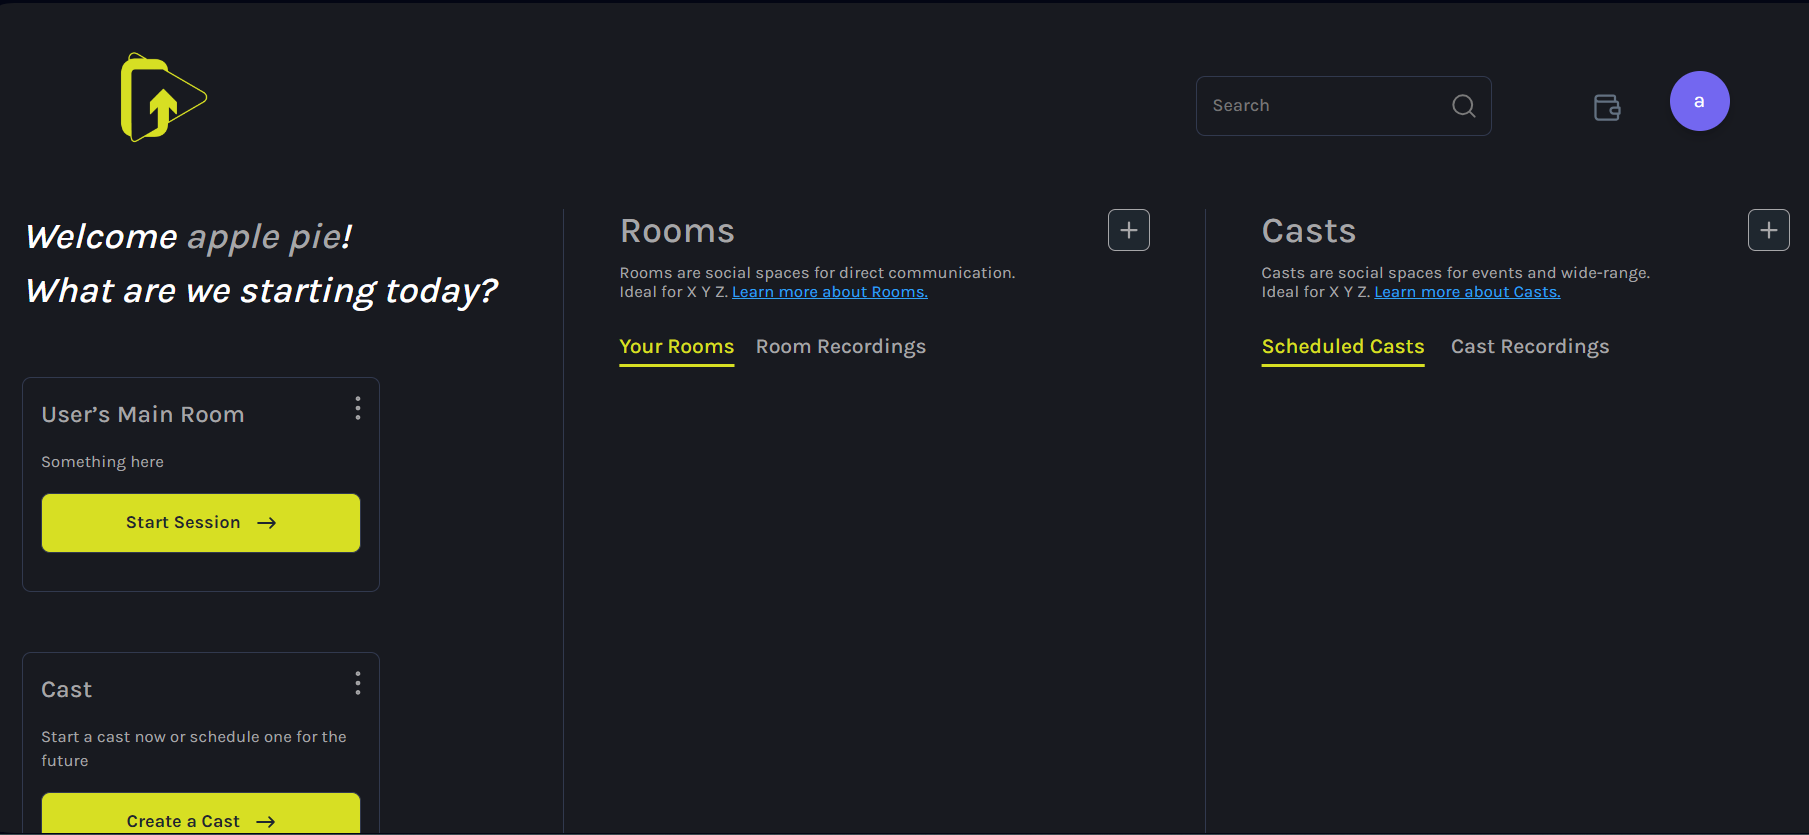 Search
a
Welcome apple pie!
What are we starting today?
User’s Main Room
Something here
Start Session
Cast
Start a cast now or schedule one for the
future
Create a Cast
Rooms
Rooms are social spaces for direct communication.
Ideal for X Y Z. Learn more about Rooms.
Your Rooms Room Recordings
Casts
Casts are social spaces for events and wide-range.
Ideal for X Y Z. Learn more about Casts.
Scheduled Casts Cast Recordings